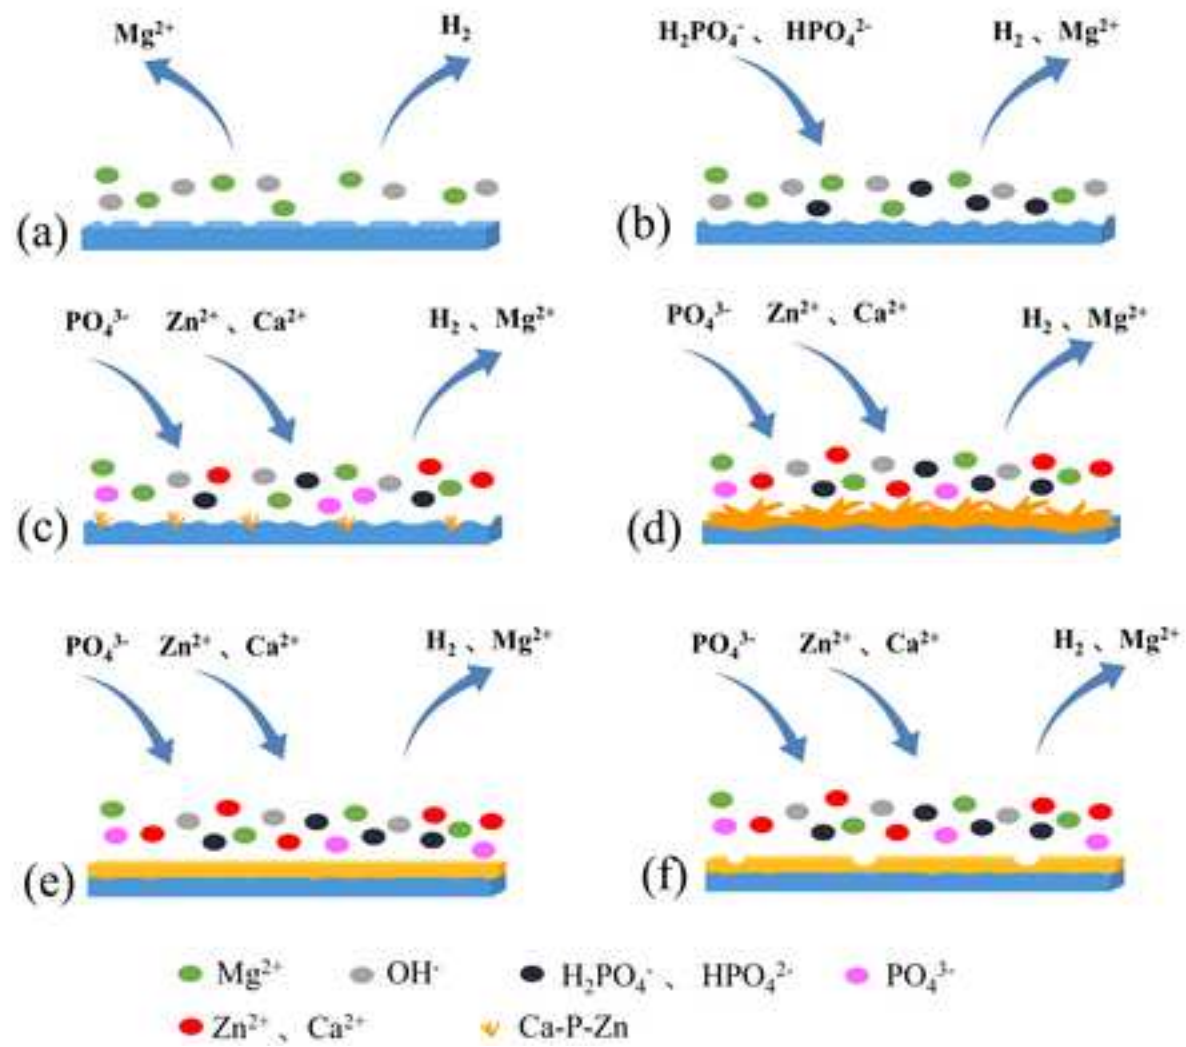 Mg²⁺ H₂
H₂PO₄⁻、 HPO₄²⁻ H₂、Mg²⁺
(a)
(b)
PO₄³⁻ Zn²⁺、Ca²⁺ H₂、Mg²⁺
PO₄³⁻ Zn²⁺、Ca²⁺ H₂、Mg²⁺
(c)
(d)
PO₄³⁻ Zn²⁺、Ca²⁺ H₂、Mg²⁺
PO₄³⁻ Zn²⁺、Ca²⁺ H₂、Mg²⁺
(e)
(f)
Mg²⁺ OH⁻ H₂PO₄⁻、 HPO₄²⁻ PO₄³⁻
Zn²⁺、Ca²⁺ Ca-P-Zn